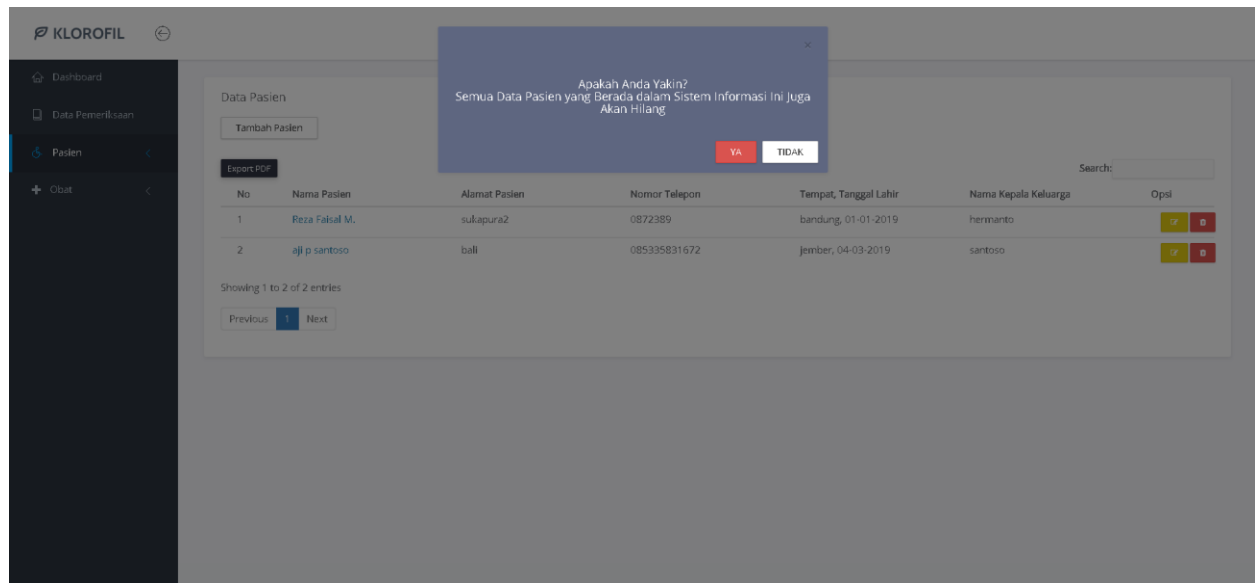 KLOROFIL
Dashboard
Data Pemeriksaan
Pasien
Obat
Apakah Anda Yakin?
Semua Data Pasien yang Berada dalam Sistem Informasi Ini Juga
Akan Hilang
YA TIDAK
Data Pasien
Tambah Pasien
Export PDF
Search:
No Nama Pasien Alamat Pasien Nomor Telepon Tempat, Tanggal Lahir Nama Kepala Keluarga Opsi
1 Reza Faisal M. sukapura2 0872389 bandung, 01-01-2019 hermanto
2 aji p santoso bali 085335831672 jember, 04-03-2019 santoso
Showing 1 to 2 of 2 entries
Previous 1 Next